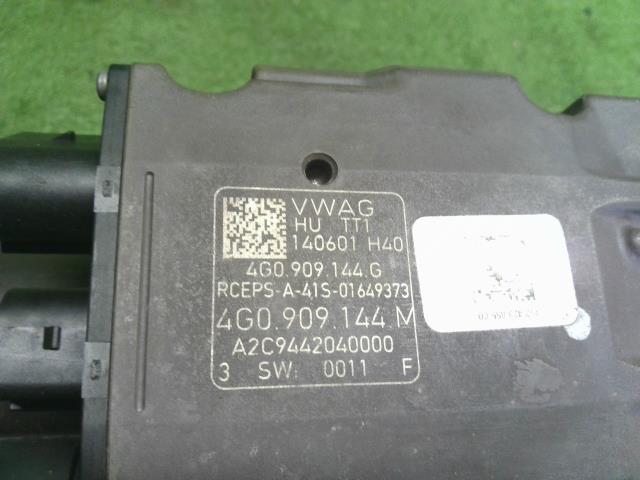 VWAG
HU TT1
140601 H40
4G0.909.144.G
RCEPS-A-41S-01649373
4G0.909.144.M
A2C9442040000
3 SW: 0011 F